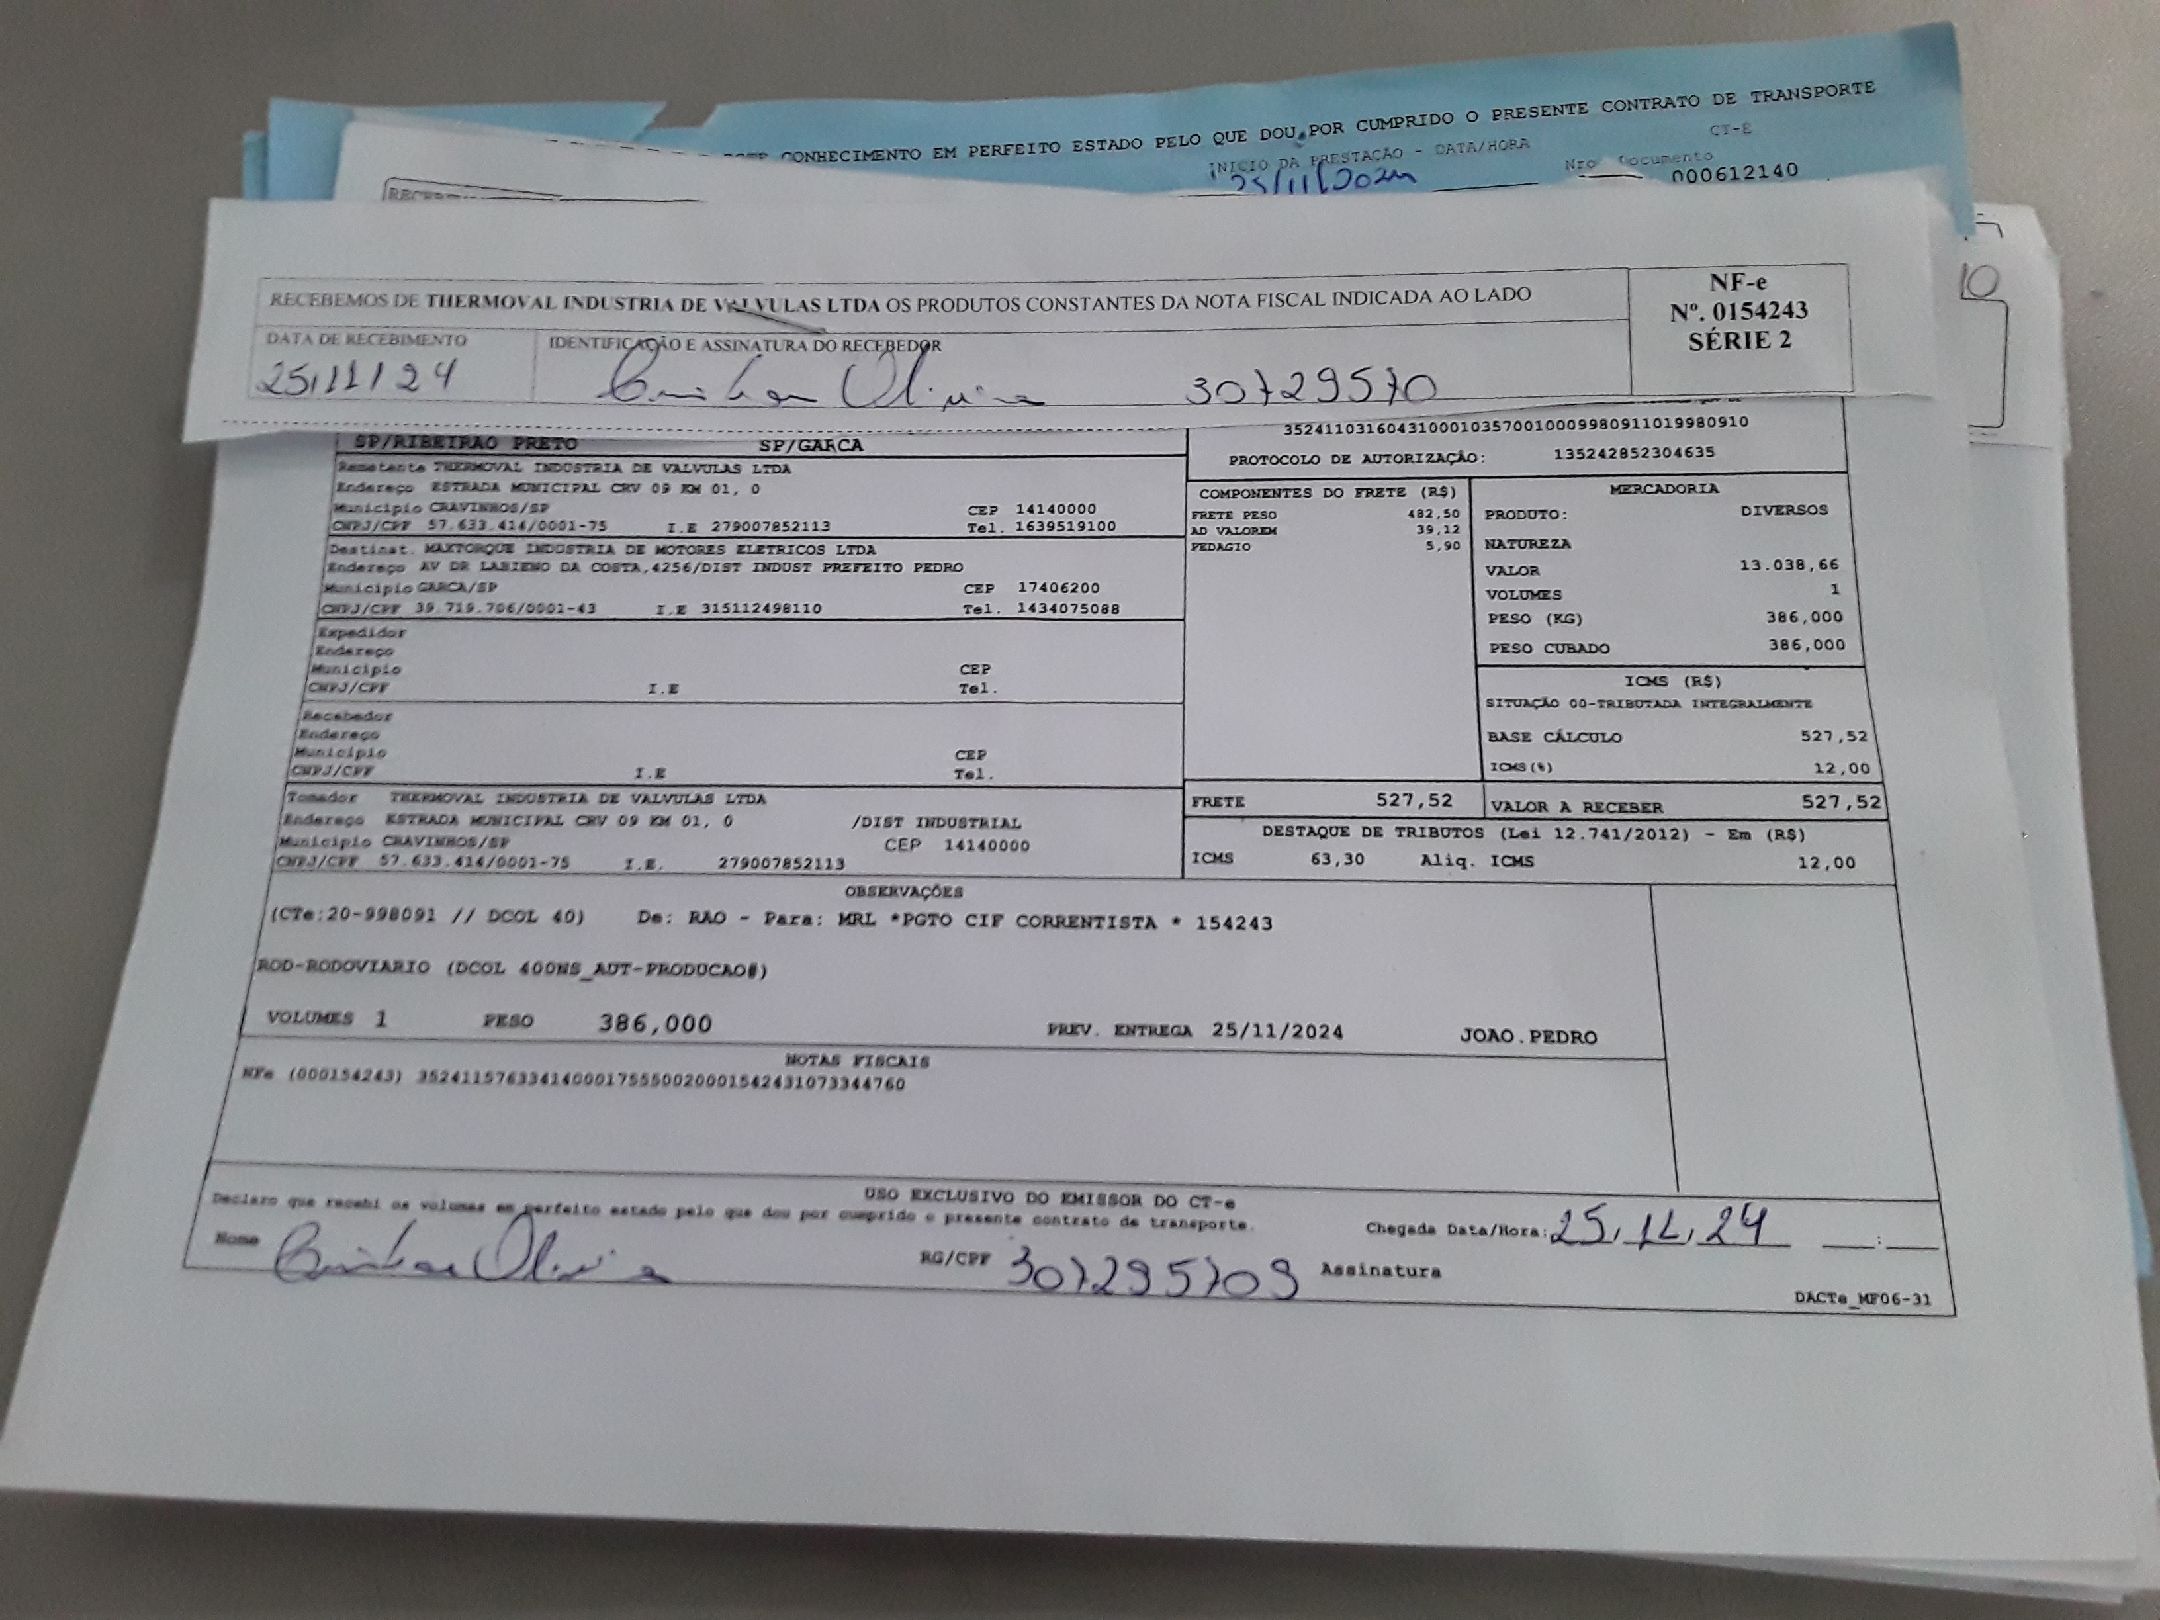 CONHECIMENTO EM PERFEITO ESTADO PELO QUE DOU POR CUMPRIDO O PRESENTE CONTRATO DE TRANSPORTE
CT-E
INICIO DA PRESTAÇÃO - DATA/HORA
Nro Documento
25/11/2024
000612140
10
RECEBEMOS DE THERMOVAL INDUSTRIA DE VALVULAS LTDA OS PRODUTOS CONSTANTES DA NOTA FISCAL INDICADA AO LADO
NF-e
Nº. 0154243
SÉRIE 2
DATA DE RECEBIMENTO
IDENTIFICAÇÃO E ASSINATURA DO RECEBEDOR
25/11/24
Oliveira 30729570
35241103160431000103570010009980911019980910
SP/RIBEIRAO PRETO SP/GARCA
PROTOCOLO DE AUTORIZAÇÃO: 135242852304635
Remetente THERMOVAL INDUSTRIA DE VALVULAS LTDA
Endereço ESTRADA MUNICIPAL CRV 09 KM 01, 0
Município CRAVINHOS/SP CEP 14140000
CNPJ/CPF 57.633.414/0001-75 I.E 279007852113 Tel. 1639519100
Destinat. MAXTORQUE INDUSTRIA DE MOTORES ELETRICOS LTDA
Endereço AV DR LABIENO DA COSTA,4256/DIST INDUST PREFEITO PEDRO
Município GARCA/SP CEP 17406200
CNPJ/CPF 39.719.706/0001-43 I.E 315112498110 Tel. 1434075088
Expedidor
Endereço
Município CEP
CNPJ/CPF I.E Tel.
Recebedor
Endereço
Município CEP
CNPJ/CPF I.E Tel.
Tomador THERMOVAL INDUSTRIA DE VALVULAS LTDA
Endereço ESTRADA MUNICIPAL CRV 09 KM 01, 0 /DIST INDUSTRIAL
Município CRAVINHOS/SP CEP 14140000
CNPJ/CPF 57.633.414/0001-75 I.E. 279007852113
COMPONENTES DO FRETE (R$)
FRETE PESO 482,50
AD VALOREM 39,12
PEDAGIO 5,90
MERCADORIA
PRODUTO: DIVERSOS
NATUREZA
VALOR 13.038,66
VOLUMES 1
PESO (KG) 386,000
PESO CUBADO 386,000
ICMS (R$)
SITUAÇÃO 00-TRIBUTADA INTEGRALMENTE
BASE CÁLCULO 527,52
ICMS(%) 12,00
FRETE 527,52 VALOR A RECEBER 527,52
DESTAQUE DE TRIBUTOS (Lei 12.741/2012) - Em (R$)
ICMS 63,30 Aliq. ICMS 12,00
OBSERVAÇÕES
(CTe:20-998091 // DCOL 40) De: RAO - Para: MRL *PGTO CIF CORRENTISTA * 154243
ROD-RODOVIARIO (DCOL 400NS_AUT-PRODUCAO#)
VOLUMES 1 PESO 386,000 PREV. ENTREGA 25/11/2024 JOAO.PEDRO
NOTAS FISCAIS
NFe (000154243) 35241157633414000175550020001542431073344760
USO EXCLUSIVO DO EMISSOR DO CT-e
Declaro que recebi os volumes em perfeito estado pelo que dou por cumprido o presente contrato de transporte.
Chegada Data/Hora: 25/11/24 __:__
Nome Oliveira RG/CPF 307295709 Assinatura
DACTe_MF06-31